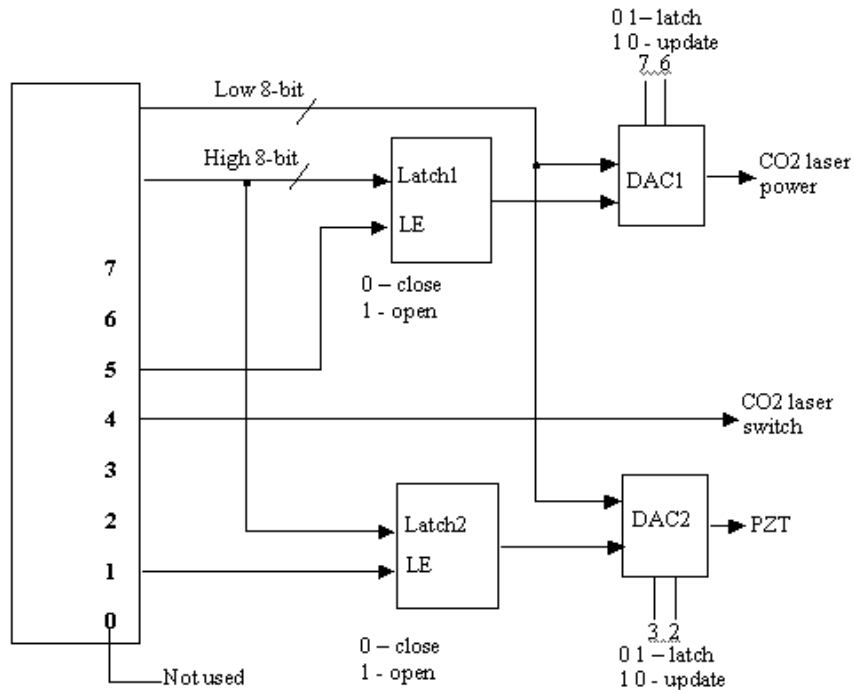 0 1 – latch
1 0 - update
7 6
Low 8-bit
High 8-bit
Latch1
LE
DAC1
CO2 laser
power
0 – close
1 - open
7
6
5
4
3
2
1
0
CO2 laser
switch
Latch2
LE
DAC2
PZT
3 2
0 1 – latch
1 0 - update
0 – close
1 - open
Not used